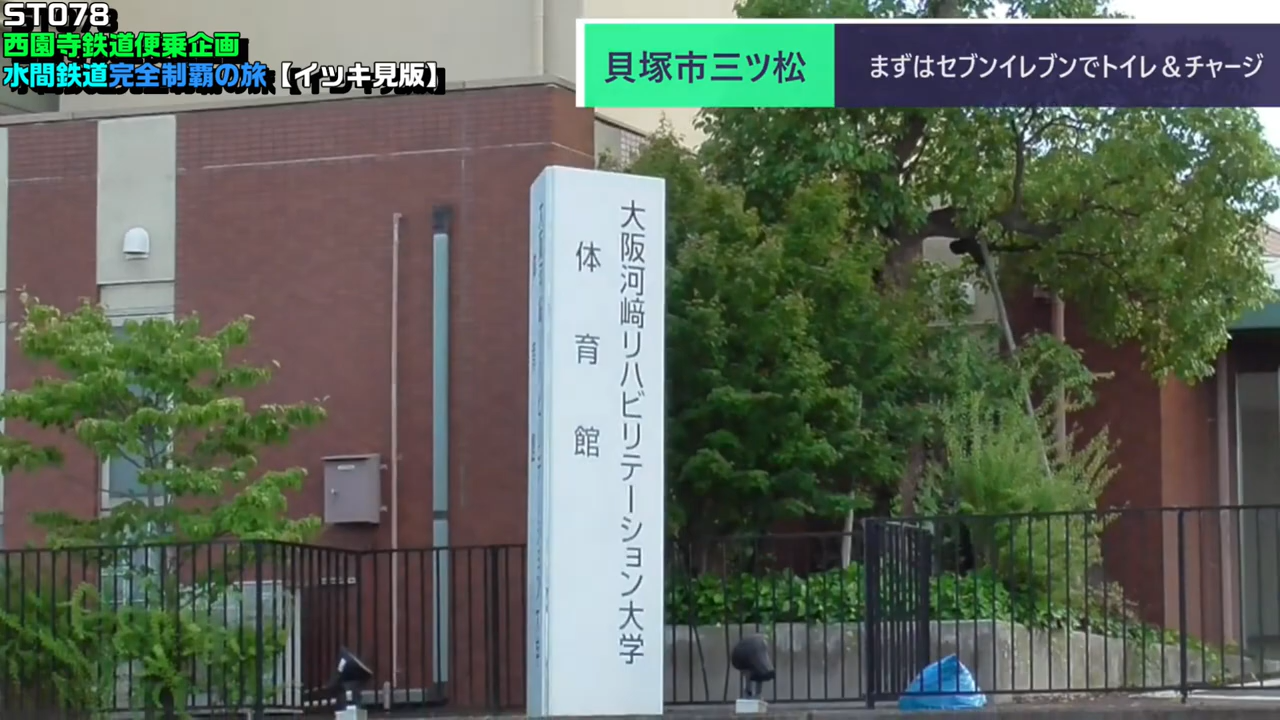 ST078
西園寺鉄道便乗企画
水間鉄道完全制覇の旅【イツキ見版】
貝塚市三ツ松
まずはセブンイレブンでトイレ＆チャージ
大阪河﨑リハビリテーション大学
体育館